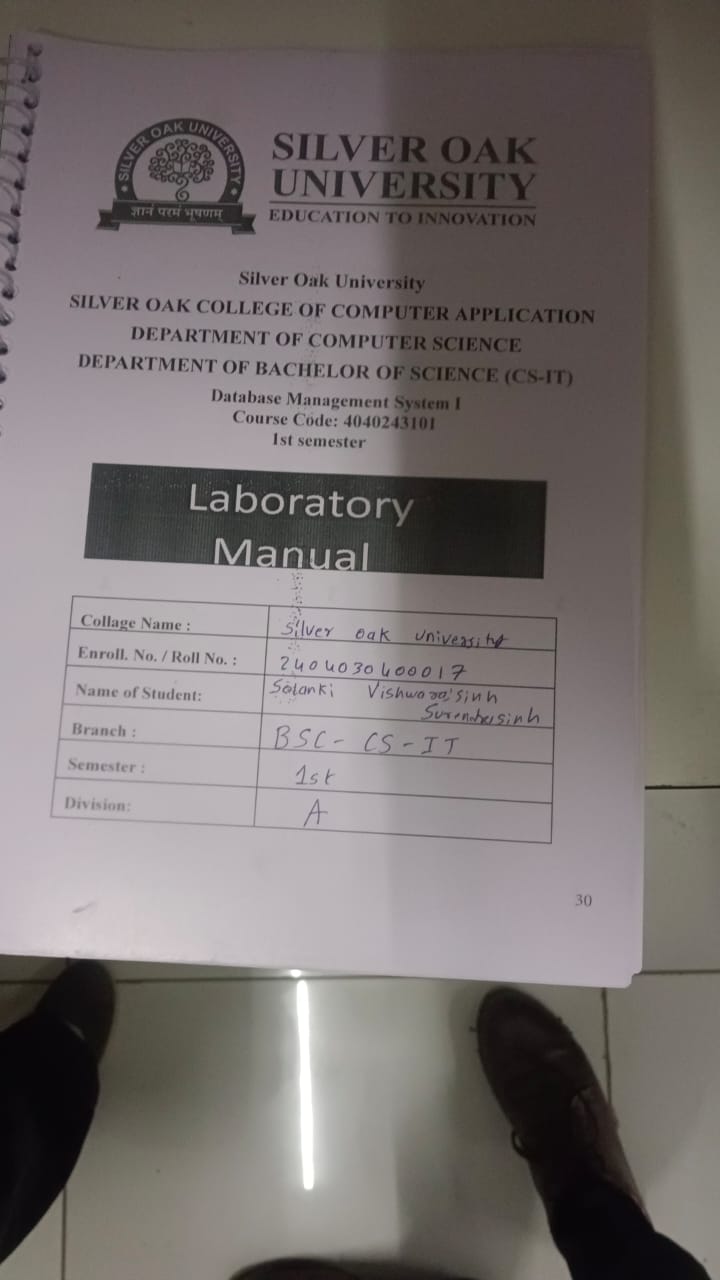 SILVER OAK UNIVERSITY
ज्ञानं परमं भूषणम्
SILVER OAK
UNIVERSITY
EDUCATION TO INNOVATION
Silver Oak University
SILVER OAK COLLEGE OF COMPUTER APPLICATION
DEPARTMENT OF COMPUTER SCIENCE
DEPARTMENT OF BACHELOR OF SCIENCE (CS-IT)
Database Management System I
Course Code: 4040243101
1st semester
Laboratory
Manual
Collage Name : Silver oak university
Enroll. No. / Roll No. : 2404030400017
Name of Student: Solanki Vishwarajsinh
Surendrasinh
Branch : BSC - CS - IT
Semester : 1st
Division: A
30